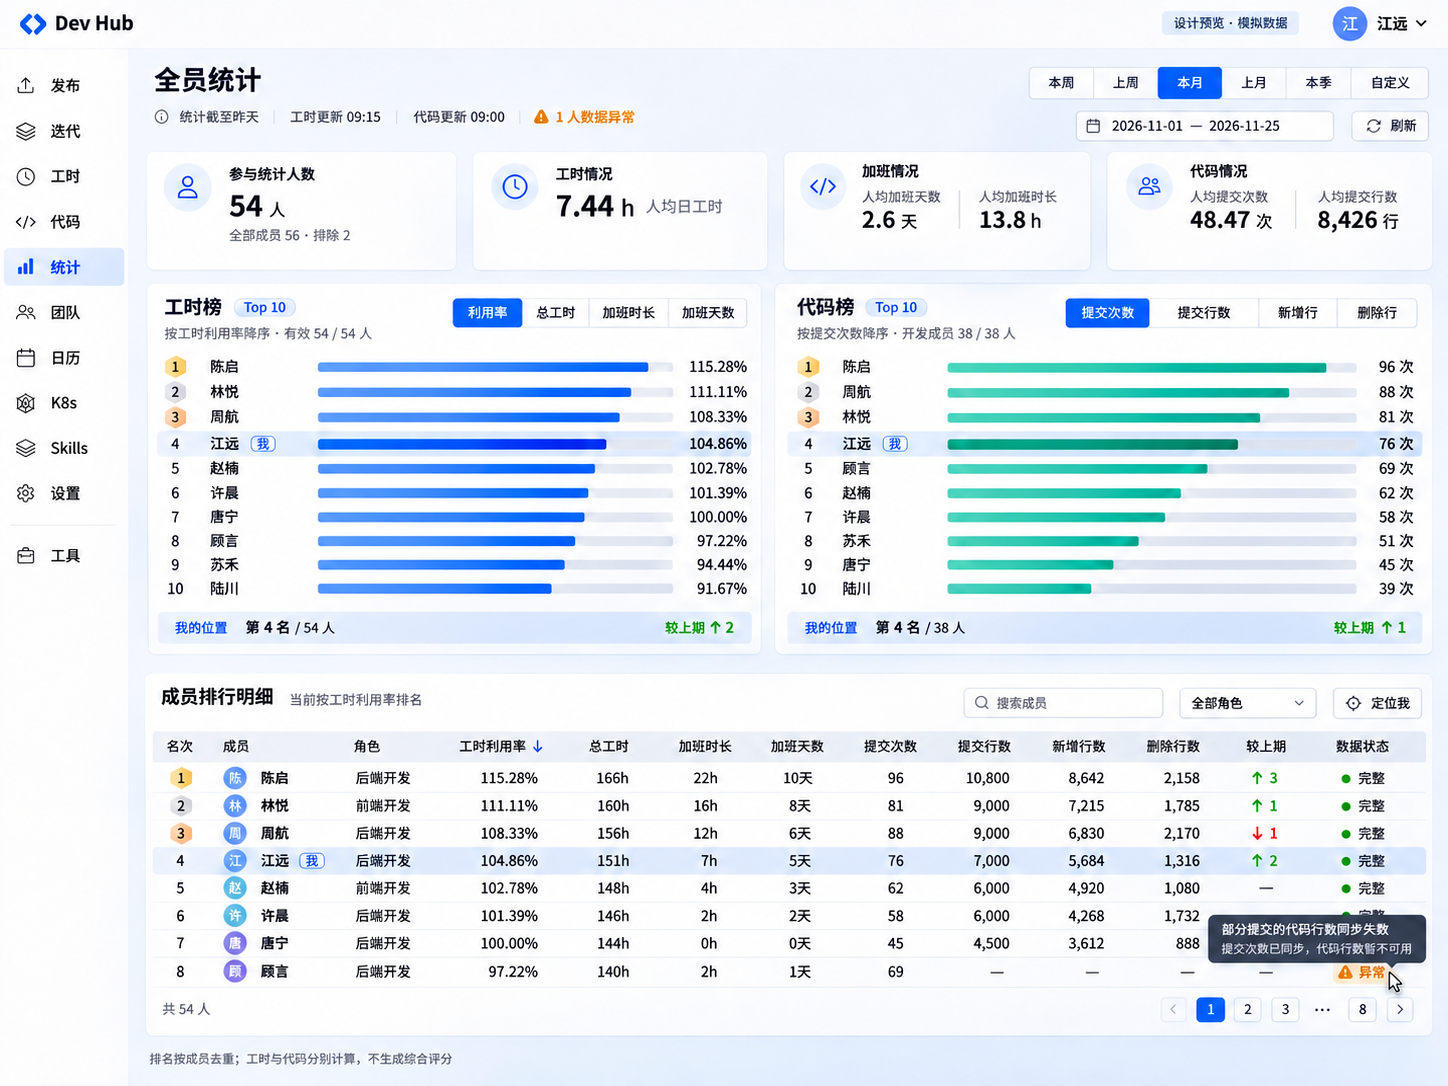 Dev Hub
设计预览·模拟数据
江 江远
发布
迭代
工时
代码
统计
团队
日历
K8s
Skills
设置
工具
全员统计
本周 上周 本月 上月 本季 自定义
统计截至昨天 工时更新 09:15 代码更新 09:00 1 人数据异常
2026-11-01 — 2026-11-25 刷新
参与统计人数
54 人
全部成员 56·排除 2
工时情况
7.44 h 人均日工时
加班情况
人均加班天数 人均加班时长
2.6 天 13.8 h
代码情况
人均提交次数 人均提交行数
48.47 次 8,426 行
工时榜 Top 10 利用率 总工时 加班时长 加班天数
按工时利用率降序·有效 54 / 54 人
1 陈启 115.28%
2 林悦 111.11%
3 周航 108.33%
4 江远 我 104.86%
5 赵楠 102.78%
6 许晨 101.39%
7 唐宁 100.00%
8 顾言 97.22%
9 苏禾 94.44%
10 陆川 91.67%
我的位置 第 4 名 / 54 人 较上期 ↑ 2
代码榜 Top 10 提交次数 提交行数 新增行 删除行
按提交次数降序·开发成员 38 / 38 人
1 陈启 96 次
2 周航 88 次
3 林悦 81 次
4 江远 我 76 次
5 顾言 69 次
6 赵楠 62 次
7 许晨 58 次
8 苏禾 51 次
9 唐宁 45 次
10 陆川 39 次
我的位置 第 4 名 / 38 人 较上期 ↑ 1
成员排行明细 当前按工时利用率排名 搜索成员 全部角色 定位我
名次 成员 角色 工时利用率 ↓ 总工时 加班时长 加班天数 提交次数 提交行数 新增行数 删除行数 较上期 数据状态
1 陈 陈启 后端开发 115.28% 166h 22h 10天 96 10,800 8,642 2,158 ↑ 3 完整
2 林 林悦 前端开发 111.11% 160h 16h 8天 81 9,000 7,215 1,785 ↑ 1 完整
3 周 周航 后端开发 108.33% 156h 12h 6天 88 9,000 6,830 2,170 ↓ 1 完整
4 江 江远 我 后端开发 104.86% 151h 7h 5天 76 7,000 5,684 1,316 ↑ 2 完整
5 赵 赵楠 前端开发 102.78% 148h 4h 3天 62 6,000 4,920 1,080 — 完整
6 许 许晨 后端开发 101.39% 146h 2h 2天 58 6,000 4,268 1,732
7 唐 唐宁 后端开发 100.00% 144h 0h 0天 45 4,500 3,612 888
部分提交的代码行数同步失数
提交次数已同步，代码行数暂不可用
8 顾 顾言 后端开发 97.22% 140h 2h 1天 69 — — — — 异常
共 54 人 1 2 3 ··· 8
排名按成员去重；工时与代码分别计算，不生成综合评分